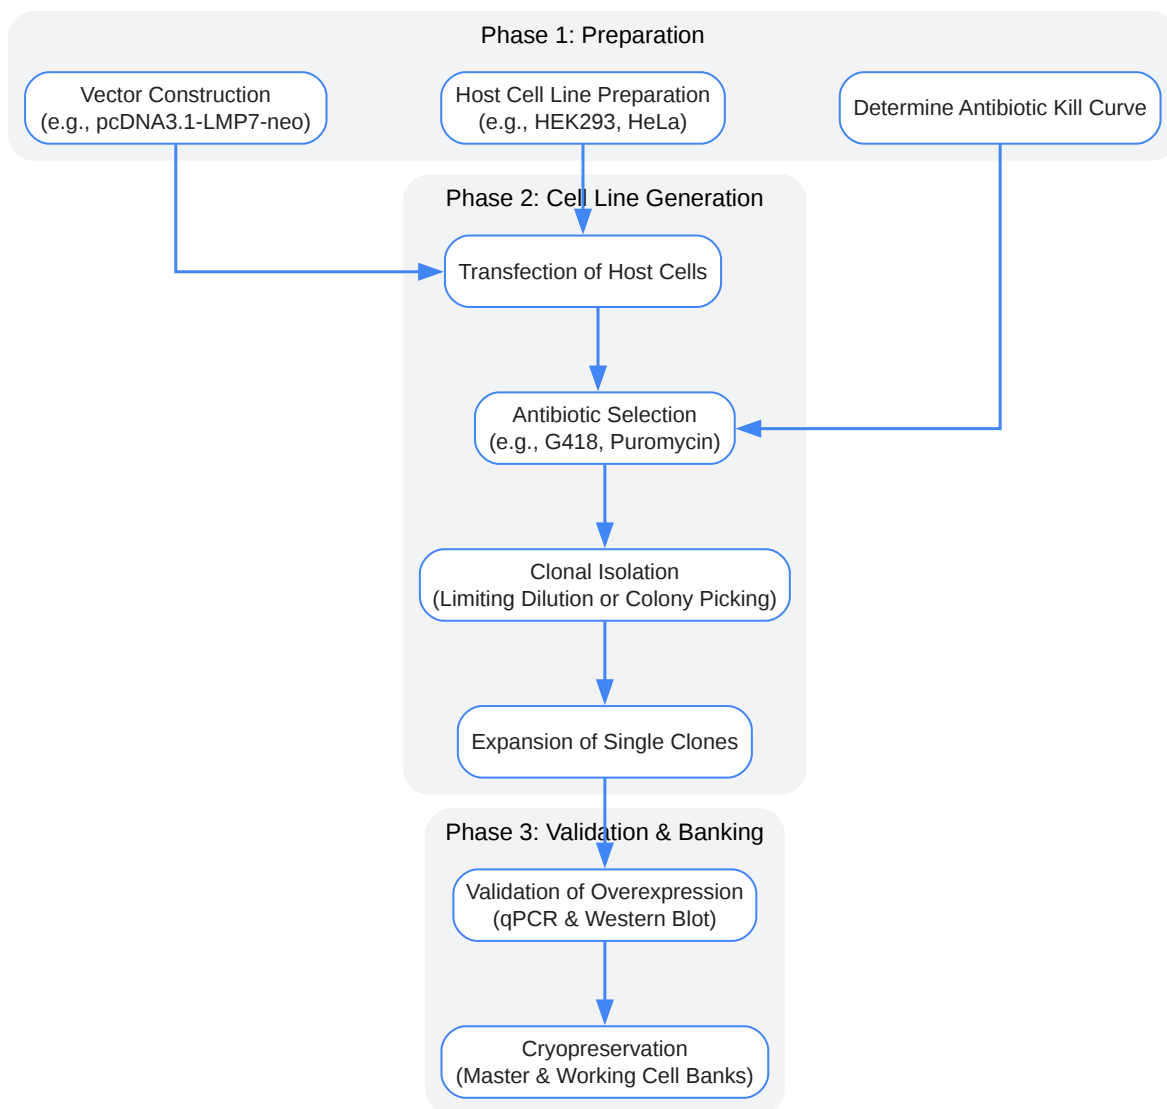 Phase 1: Preparation
Vector Construction
(e.g., pcDNA3.1-LMP7-neo)
Host Cell Line Preparation
(e.g., HEK293, HeLa)
Determine Antibiotic Kill Curve
Phase 2: Cell Line Generation
Transfection of Host Cells
Antibiotic Selection
(e.g., G418, Puromycin)
Clonal Isolation
(Limiting Dilution or Colony Picking)
Expansion of Single Clones
Phase 3: Validation & Banking
Validation of Overexpression
(qPCR & Western Blot)
Cryopreservation
(Master & Working Cell Banks)